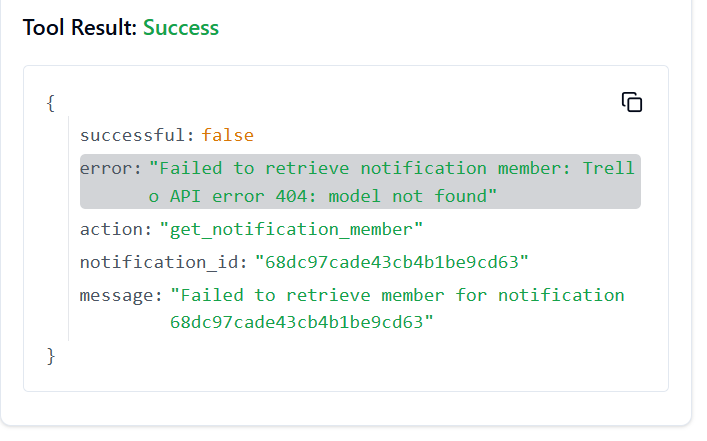 Tool Result: Success
{
successful: false
error: "Failed to retrieve notification member: Trell
o API error 404: model not found"
action: "get_notification_member"
notification_id: "68dc97cade43cb4b1be9cd63"
message: "Failed to retrieve member for notification
68dc97cade43cb4b1be9cd63"
}